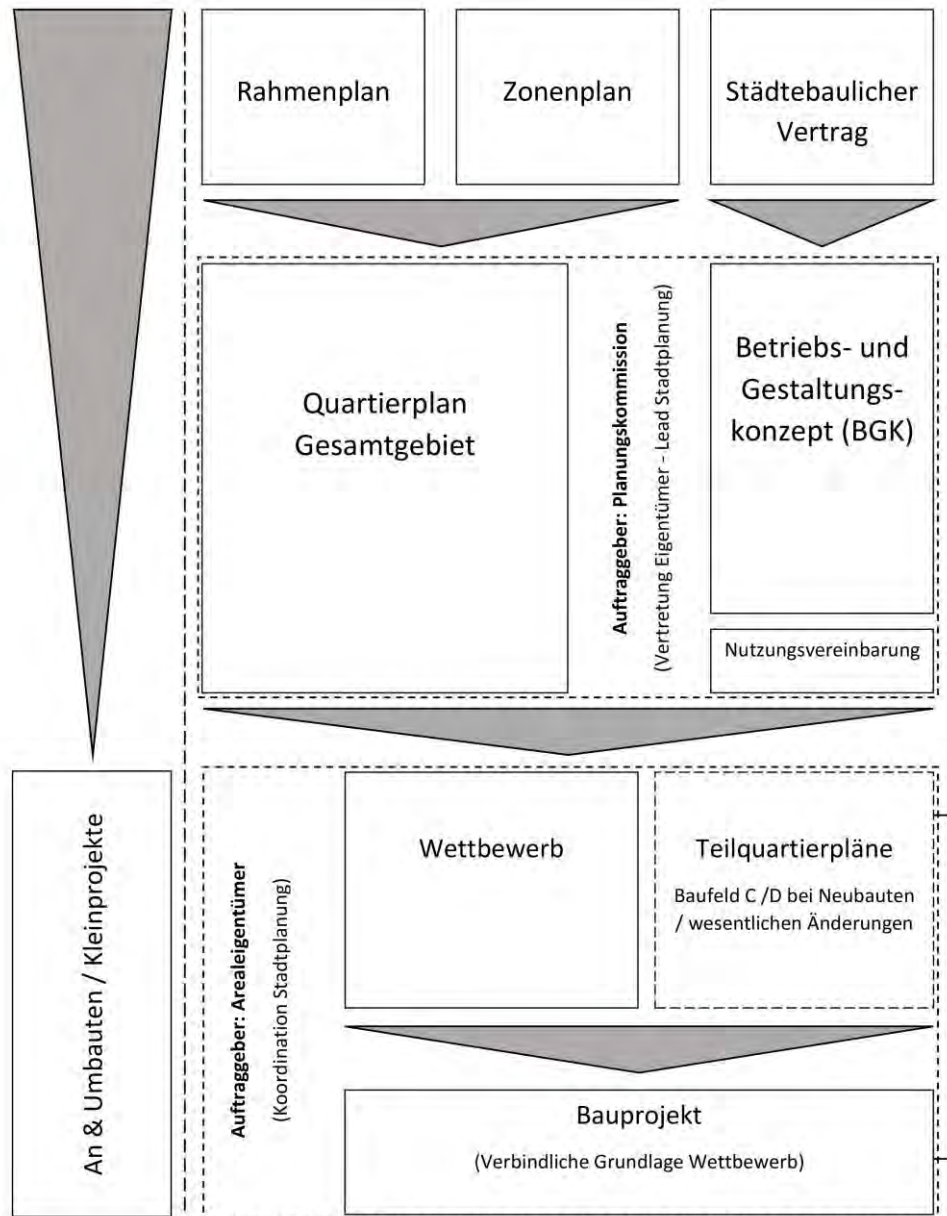 Rahmenplan
Zonenplan
Städtebaulicher
Vertrag
Quartierplan
Gesamtgebiet
Auftraggeber: Planungskommission
(Vertretung Eigentümer - Lead Stadtplanung)
Betriebs- und
Gestaltungs-
konzept (BGK)
Nutzungsvereinbarung
An & Umbauten / Kleinprojekte
Auftraggeber: Arealeigentümer
(Koordination Stadtplanung)
Wettbewerb
Teilquartierpläne
Baufeld C /D bei Neubauten
/ wesentlichen Änderungen
Bauprojekt
(Verbindliche Grundlage Wettbewerb)